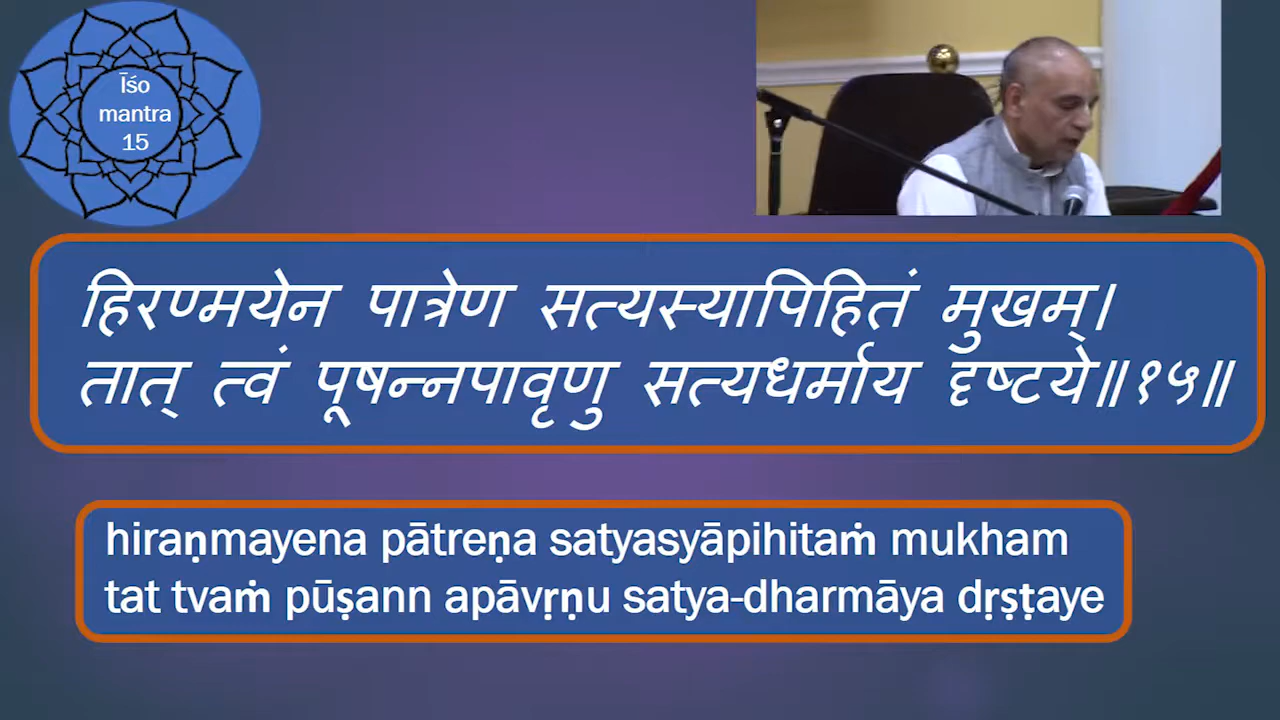 Īśo
mantra
15
हिरण्मयेन पात्रेण सत्यस्यापिहितं मुखम्।
तात् त्वं पूषन्नपावृणु सत्यधर्माय दृष्टये॥१५॥
hiraṇmayena pātreṇa satyasyāpihitaṁ mukham
tat tvaṁ pūṣann apāvṛṇu satya-dharmāya dṛṣṭaye